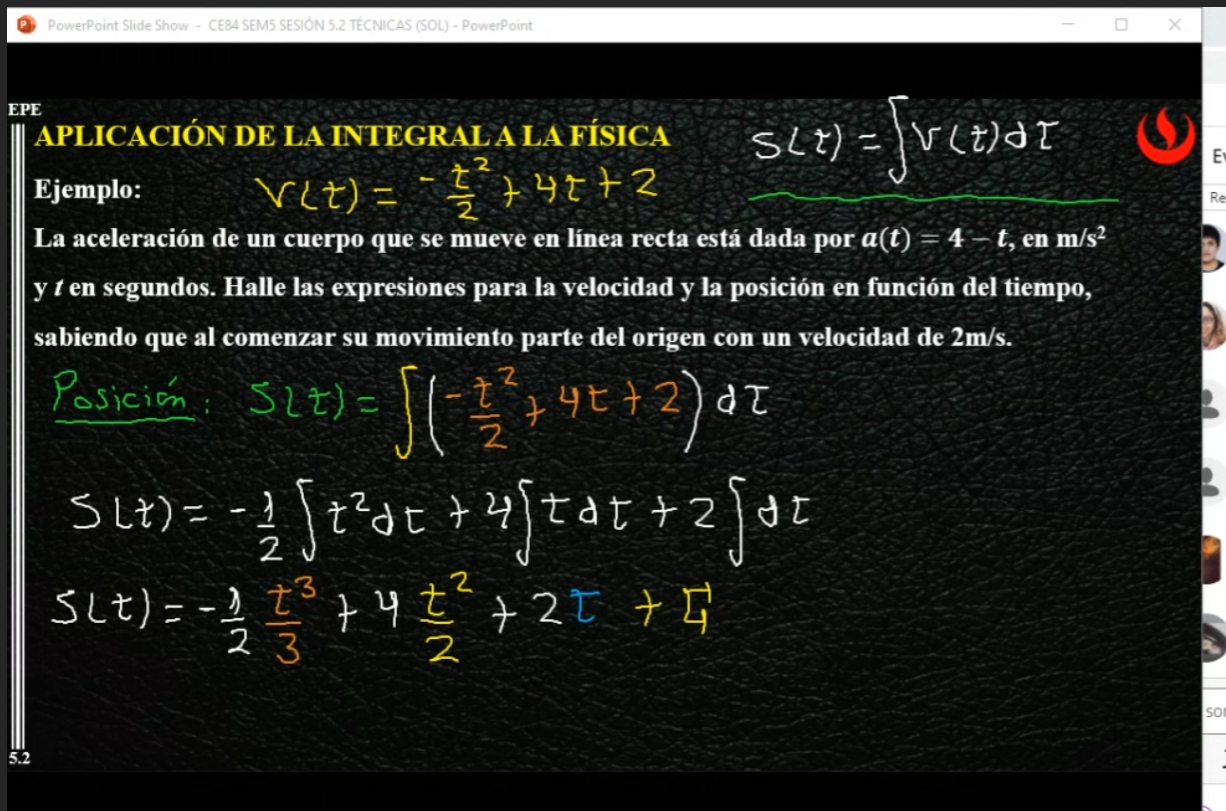 PowerPoint Slide Show - CE84 SEM5 SESIÓN 5.2 TÉCNICAS (SOL) - PowerPoint
EPE
APLICACIÓN DE LA INTEGRAL A LA FÍSICA
S(t) = ∫v(t)dt
Ejemplo:
v(t) = -t²/2 + 4t + 2
La aceleración de un cuerpo que se mueve en línea recta está dada por a(t) = 4 − t, en m/s²
y t en segundos. Halle las expresiones para la velocidad y la posición en función del tiempo,
sabiendo que al comenzar su movimiento parte del origen con un velocidad de 2m/s.
Posición: S(t) = ∫(-t²/2 + 4t + 2)dt
S(t) = -1/2 ∫t²dt + 4∫tdt + 2∫dt
S(t) = -1/2 t³/3 + 4 t²/2 + 2t +
5.2